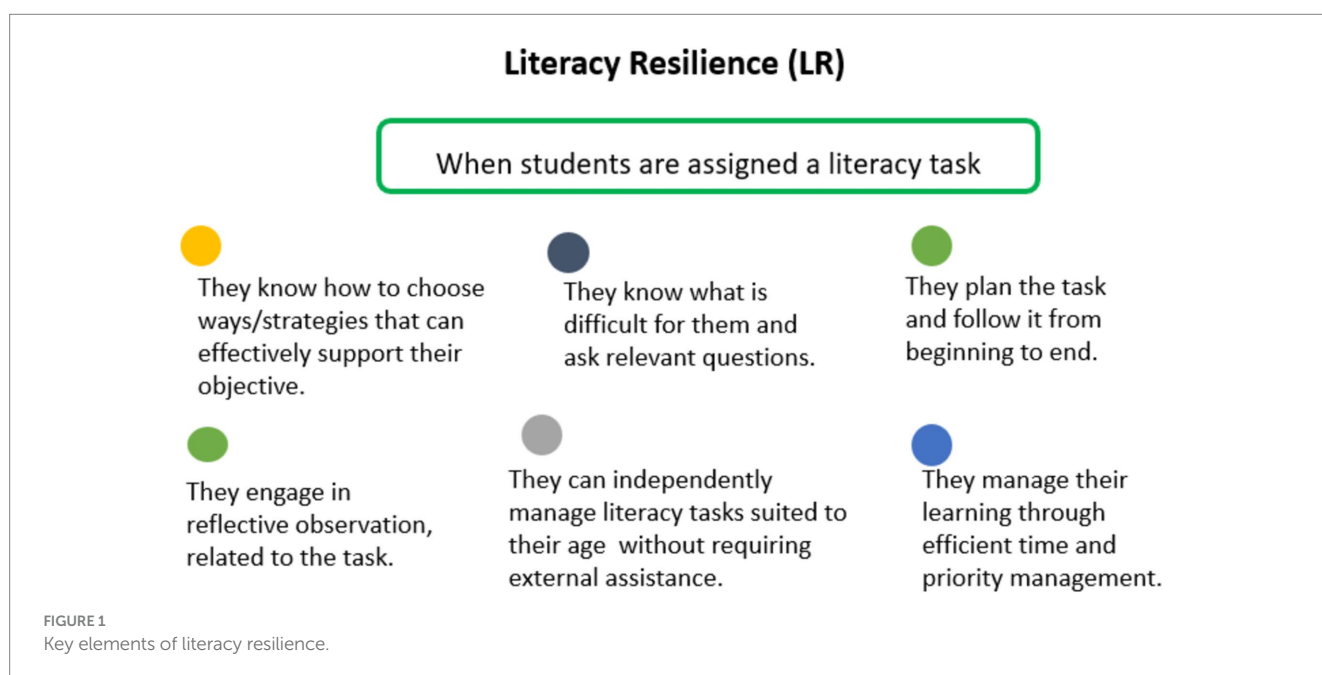 Literacy Resilience (LR)
When students are assigned a literacy task
They know how to choose
ways/strategies that can
effectively support their
objective.
They know what is
difficult for them and
ask relevant questions.
They plan the task
and follow it from
beginning to end.
They engage in
reflective observation,
related to the task.
They can independently
manage literacy tasks suited to
their age without requiring
external assistance.
They manage their
learning through
efficient time and
priority management.
FIGURE 1
Key elements of literacy resilience.